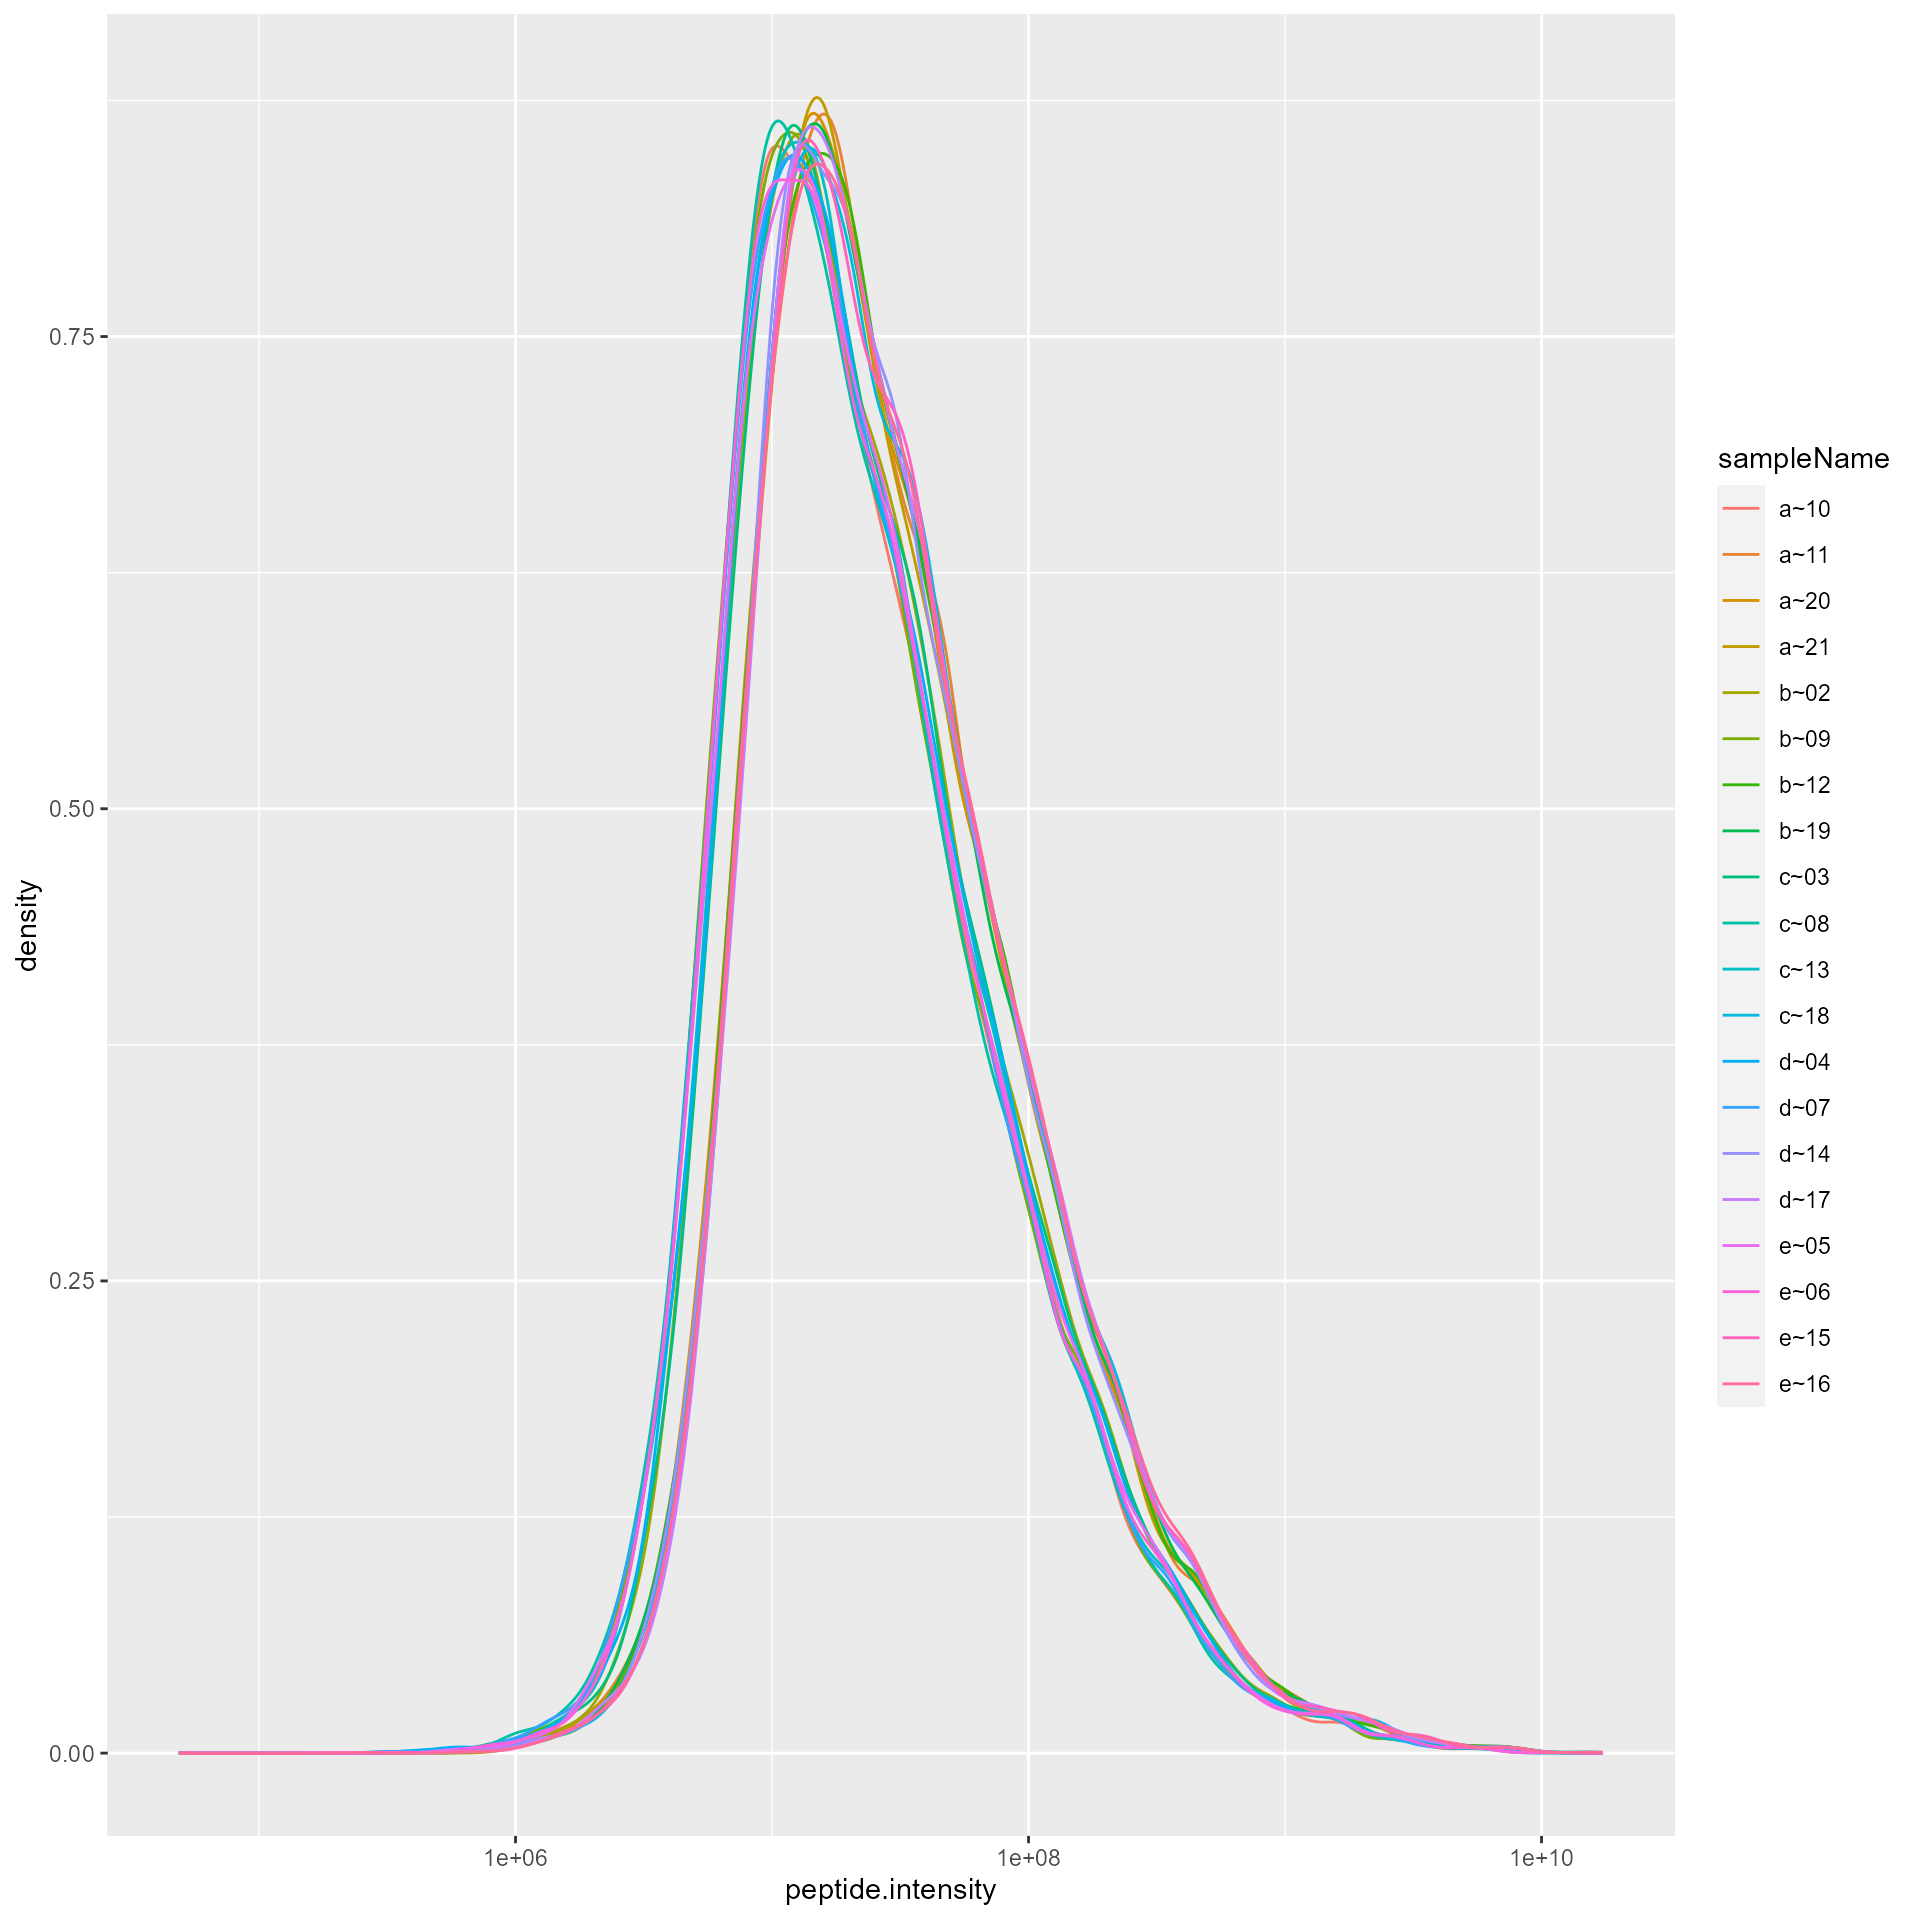 density
0.75
0.50
0.25
0.00
1e+06
1e+08
1e+10
peptide.intensity
sampleName
a~10
a~11
a~20
a~21
b~02
b~09
b~12
b~19
c~03
c~08
c~13
c~18
d~04
d~07
d~14
d~17
e~05
e~06
e~15
e~16